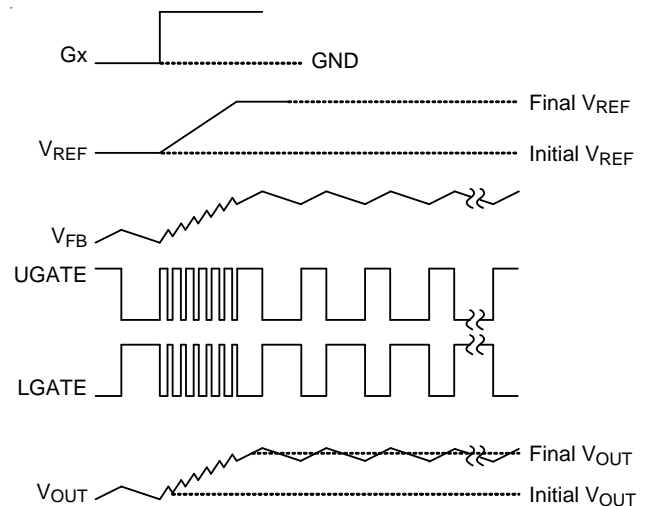 Gx
GND
Final VREF
VREF
Initial VREF
VFB
UGATE
LGATE
Final VOUT
VOUT
Initial VOUT